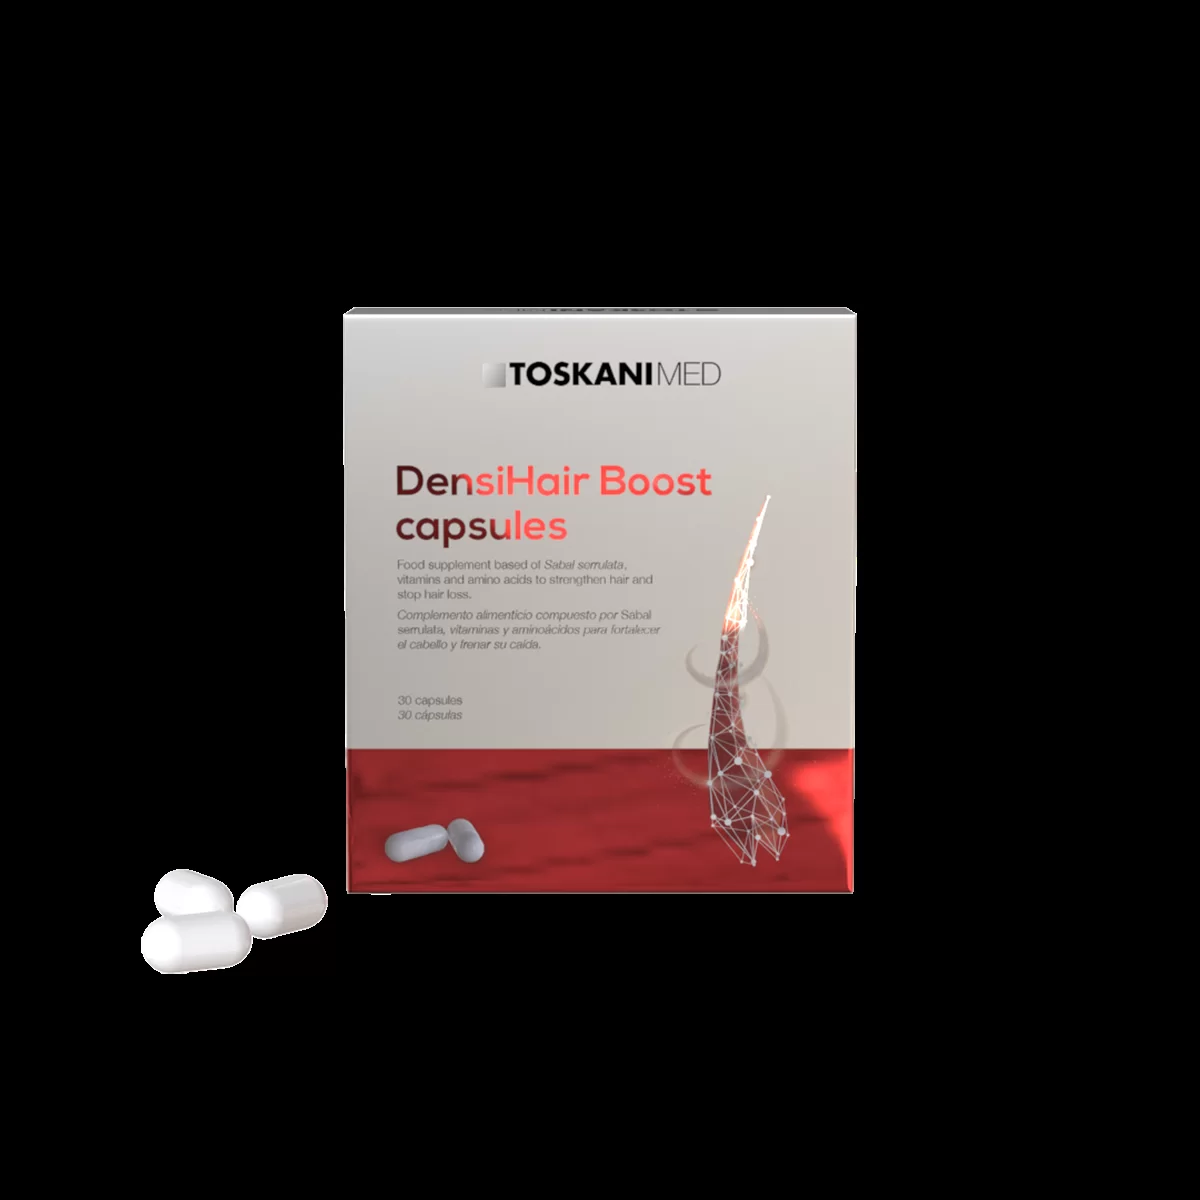 TOSKANIMED
DensiHair Boost
capsules
Food supplement based of Sabal serrulata,
vitamins and amino acids to strengthen hair and
stop hair loss.
Complemento alimenticio compuesto por Sabal
serrulata, vitaminas y aminoácidos para fortalecer
el cabello y frenar su caída.
30 capsules
30 cápsulas